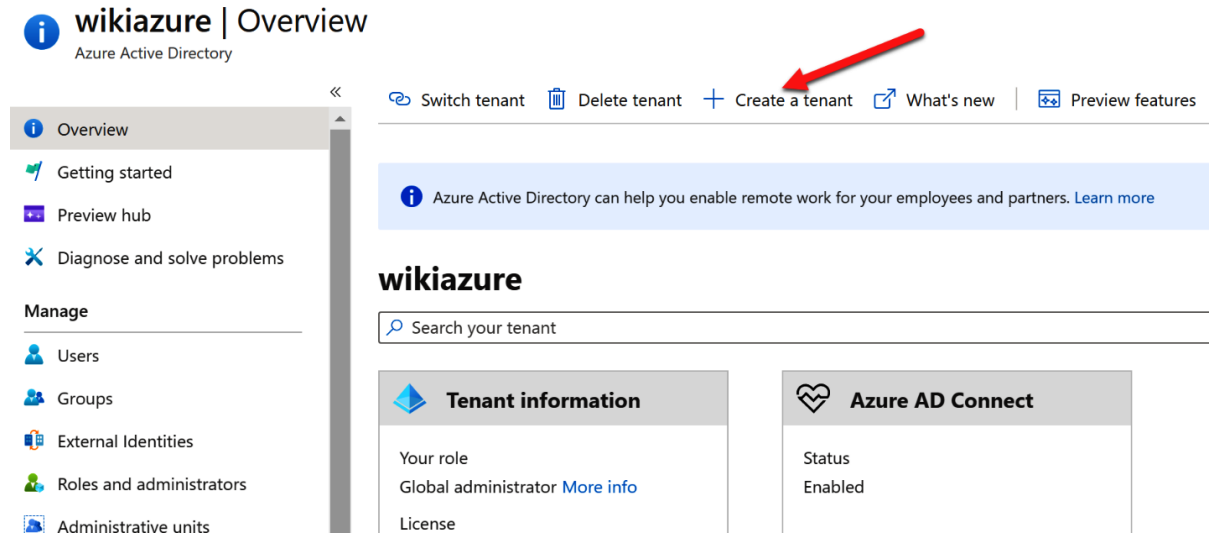 wikiazure | Overview
Azure Active Directory
«
Switch tenant Delete tenant Create a tenant What's new Preview features
Overview
Getting started
Preview hub
Diagnose and solve problems
Manage
Users
Groups
External Identities
Roles and administrators
Administrative units
Azure Active Directory can help you enable remote work for your employees and partners. Learn more
wikiazure
Search your tenant
Tenant information
Your role
Global administrator More info
License
Azure AD Connect
Status
Enabled